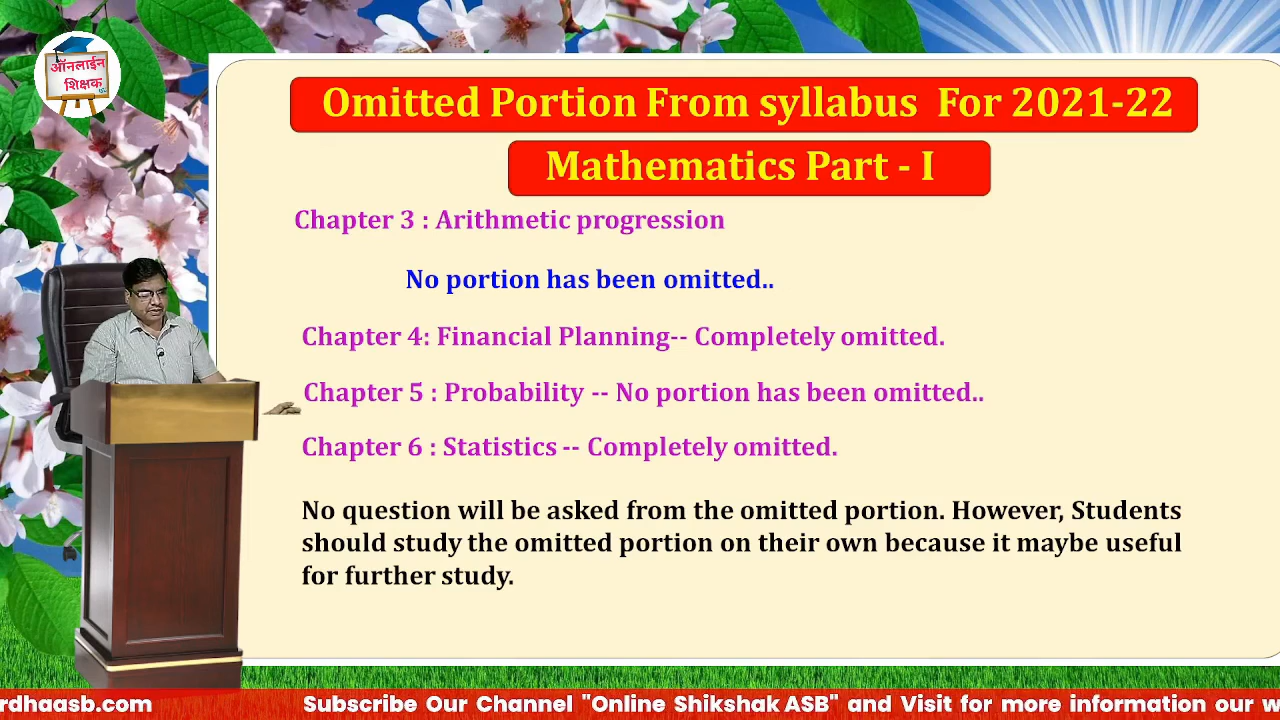 ऑनलाईन
शिक्षक
Omitted Portion From syllabus For 2021-22
Mathematics Part - I
Chapter 3 : Arithmetic progression
No portion has been omitted..
Chapter 4: Financial Planning-- Completely omitted.
Chapter 5 : Probability -- No portion has been omitted..
Chapter 6 : Statistics -- Completely omitted.
No question will be asked from the omitted portion. However, Students
should study the omitted portion on their own because it maybe useful
for further study.
rdhaasb.com Subscribe Our Channel "Online Shikshak ASB" and Visit for more information our w